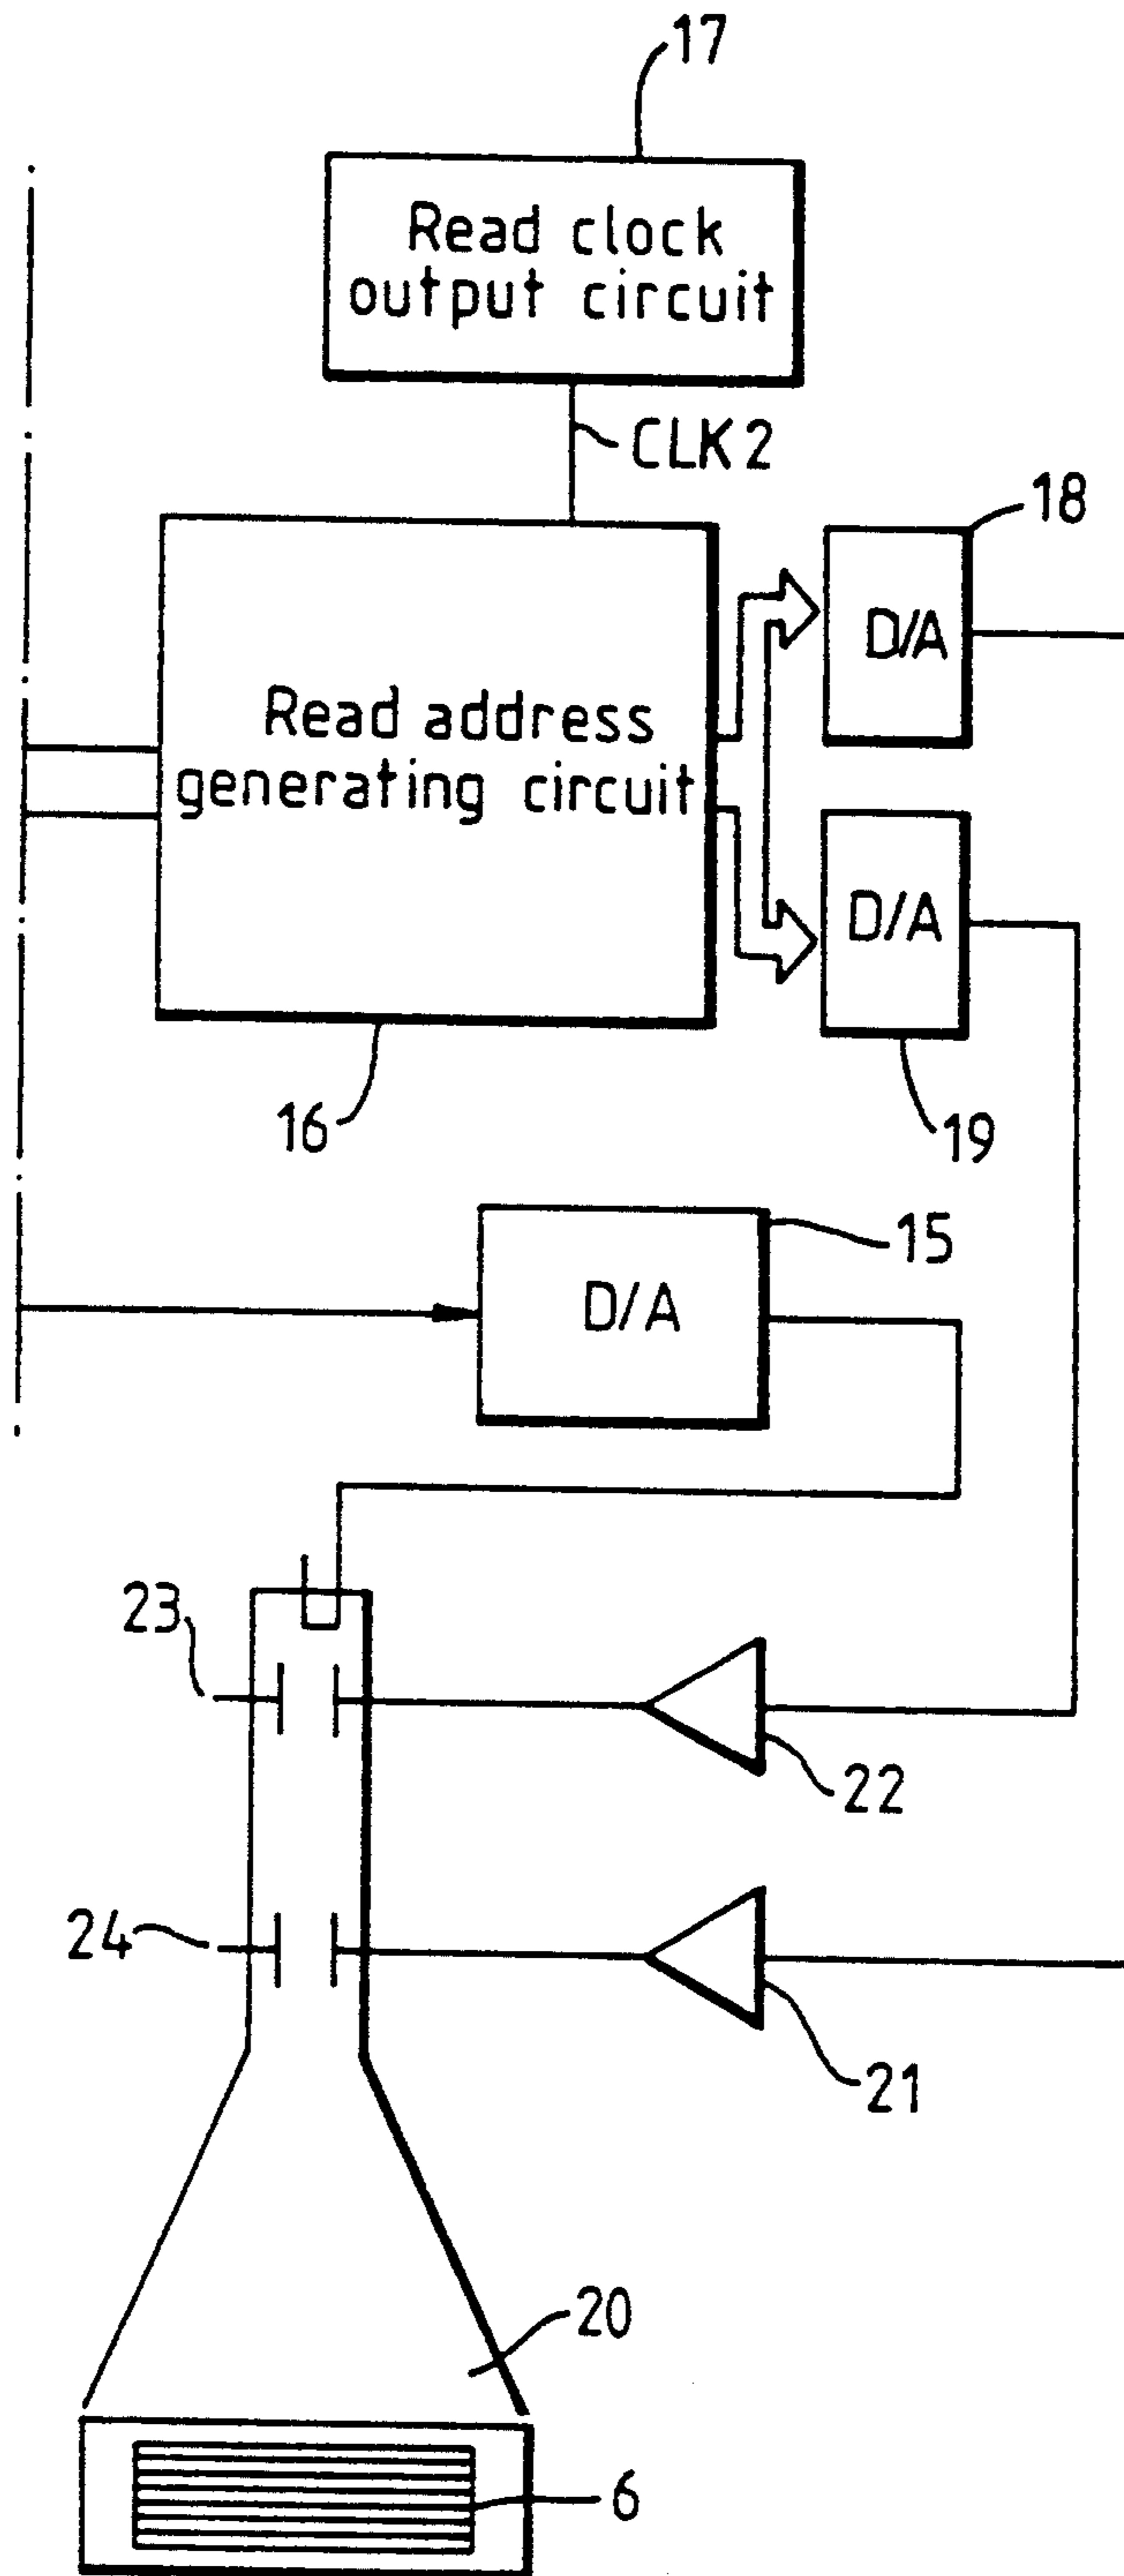 17
Read clock
output circuit
CLK2
18
D/A
Read address
generating circuit
D/A
16
19
15
D/A
23
22
24
21
20
6